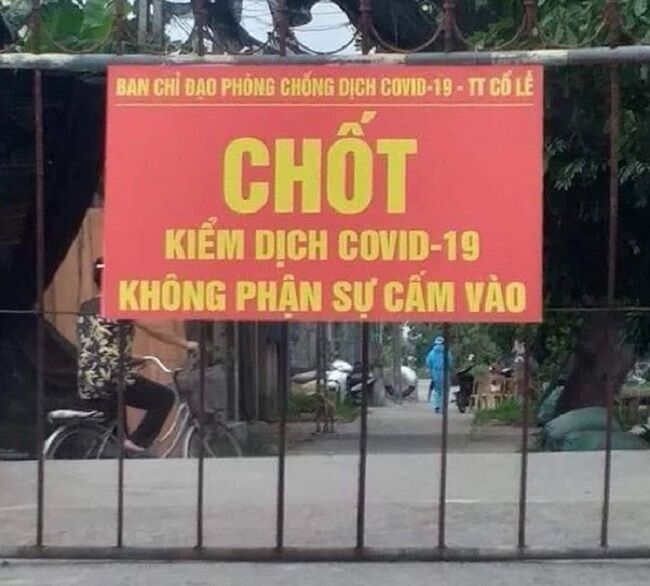 BAN CHỈ ĐẠO PHÒNG CHỐNG DỊCH COVID-19 - TT CỔ LỄ
CHỐT
KIỂM DỊCH COVID-19
KHÔNG PHẬN SỰ CẤM VÀO